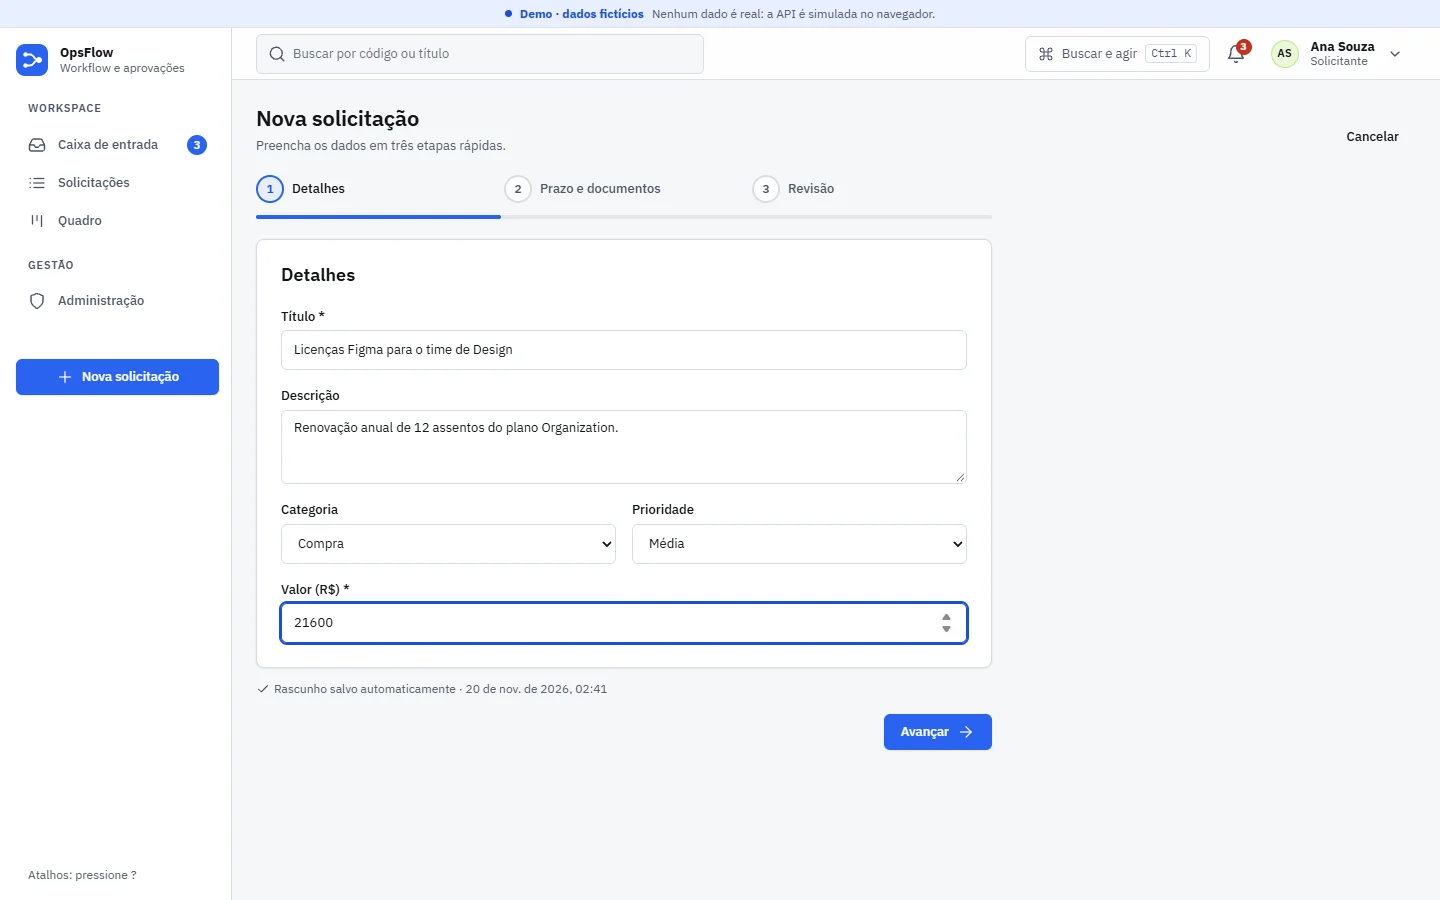 Demo · dados fictícios Nenhum dado é real: a API é simulada no navegador.
OpsFlow
Workflow e aprovações
WORKSPACE
Caixa de entrada 3
Solicitações
Quadro
GESTÃO
Administração
Nova solicitação
Atalhos: pressione ?
Buscar por código ou título
Buscar e agir Ctrl K
3
AS
Ana Souza
Solicitante
Nova solicitação
Preencha os dados em três etapas rápidas.
Cancelar
1 Detalhes
2 Prazo e documentos
3 Revisão
Detalhes
Título *
Licenças Figma para o time de Design
Descrição
Renovação anual de 12 assentos do plano Organization.
Categoria
Compra
Prioridade
Média
Valor (R$) *
21600
Rascunho salvo automaticamente · 20 de nov. de 2026, 02:41
Avançar